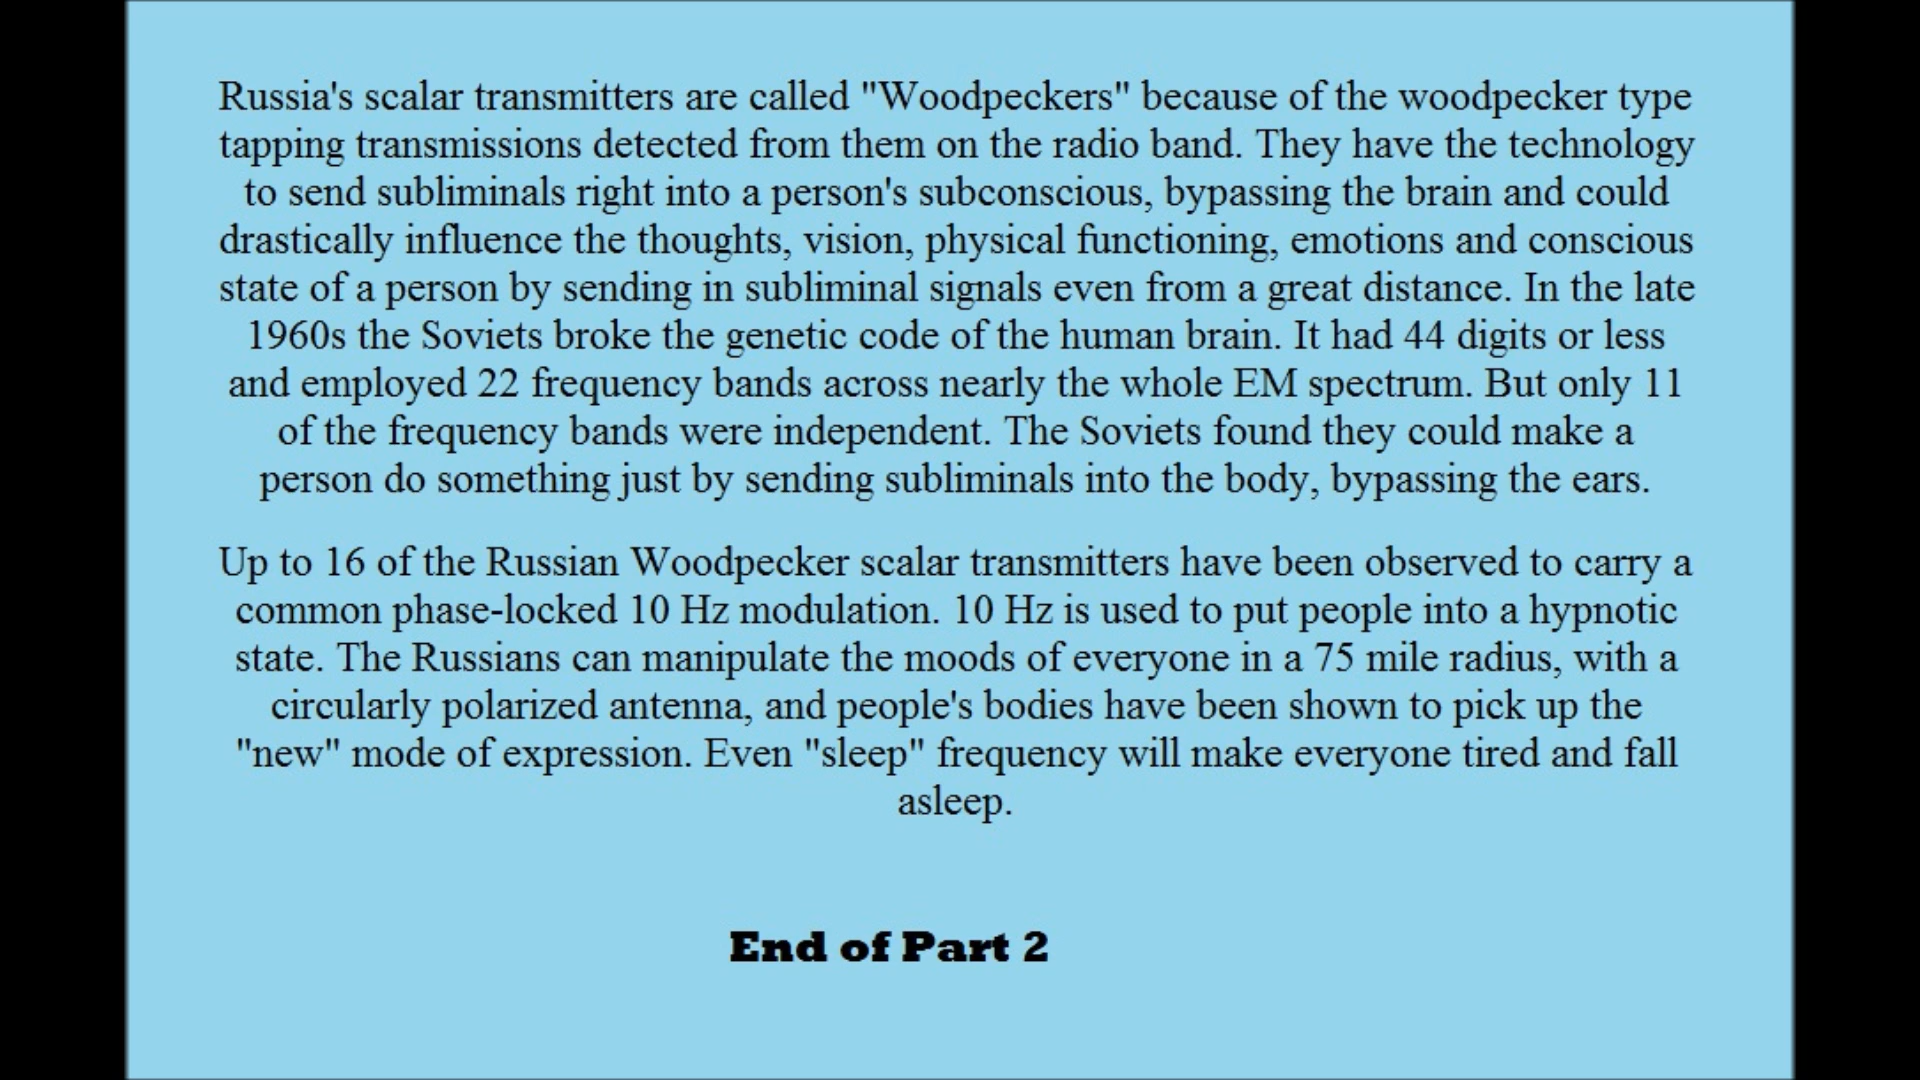 Russia's scalar transmitters are called "Woodpeckers" because of the woodpecker type
tapping transmissions detected from them on the radio band. They have the technology
to send subliminals right into a person's subconscious, bypassing the brain and could
drastically influence the thoughts, vision, physical functioning, emotions and conscious
state of a person by sending in subliminal signals even from a great distance. In the late
1960s the Soviets broke the genetic code of the human brain. It had 44 digits or less
and employed 22 frequency bands across nearly the whole EM spectrum. But only 11
of the frequency bands were independent. The Soviets found they could make a
person do something just by sending subliminals into the body, bypassing the ears.
Up to 16 of the Russian Woodpecker scalar transmitters have been observed to carry a
common phase-locked 10 Hz modulation. 10 Hz is used to put people into a hypnotic
state. The Russians can manipulate the moods of everyone in a 75 mile radius, with a
circularly polarized antenna, and people's bodies have been shown to pick up the
"new" mode of expression. Even "sleep" frequency will make everyone tired and fall
asleep.
End of Part 2